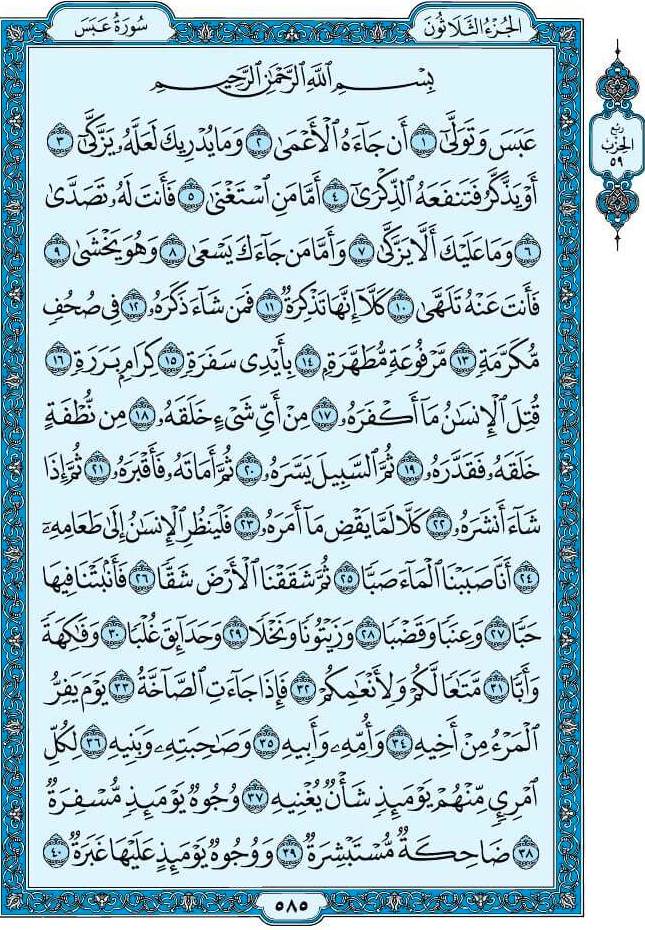 الجُزْءُ الثَّلَاثُونَ
سُورَةُ عَبَسَ
رُبْع
الحِزْب
٥٩
بِسْمِ ٱللَّهِ ٱلرَّحْمَٰنِ ٱلرَّحِيمِ
عَبَسَ وَتَوَلَّىٰٓ ١ أَن جَآءَهُ ٱلْأَعْمَىٰ ٢ وَمَا يُدْرِيكَ لَعَلَّهُۥ يَزَّكَّىٰٓ ٣
أَوْ يَذَّكَّرُ فَتَنفَعَهُ ٱلذِّكْرَىٰٓ ٤ أَمَّا مَنِ ٱسْتَغْنَىٰ ٥ فَأَنتَ لَهُۥ تَصَدَّىٰ
٦ وَمَا عَلَيْكَ أَلَّا يَزَّكَّىٰ ٧ وَأَمَّا مَن جَآءَكَ يَسْعَىٰ ٨ وَهُوَ يَخْشَىٰ ٩
فَأَنتَ عَنْهُ تَلَهَّىٰ ١٠ كَلَّآ إِنَّهَا تَذْكِرَةٌ ١١ فَمَن شَآءَ ذَكَرَهُۥ ١٢ فِى صُحُفٍ
مُّكَرَّمَةٍ ١٣ مَّرْفُوعَةٍ مُّطَهَّرَةٍۭ ١٤ بِأَيْدِى سَفَرَةٍ ١٥ كِرَامٍۭ بَرَرَةٍ ١٦
قُتِلَ ٱلْإِنسَٰنُ مَآ أَكْفَرَهُۥ ١٧ مِنْ أَىِّ شَىْءٍ خَلَقَهُۥ ١٨ مِن نُّطْفَةٍ
خَلَقَهُۥ فَقَدَّرَهُۥ ١٩ ثُمَّ ٱلسَّبِيلَ يَسَّرَهُۥ ٢٠ ثُمَّ أَمَاتَهُۥ فَأَقْبَرَهُۥ ٢١ ثُمَّ إِذَا
شَآءَ أَنشَرَهُۥ ٢٢ كَلَّا لَمَّا يَقْضِ مَآ أَمَرَهُۥ ٢٣ فَلْيَنظُرِ ٱلْإِنسَٰنُ إِلَىٰ طَعَامِهِۦٓ
٢٤ أَنَّا صَبَبْنَا ٱلْمَآءَ صَبًّا ٢٥ ثُمَّ شَقَقْنَا ٱلْأَرْضَ شَقًّا ٢٦ فَأَنۢبَتْنَا فِيهَا
حَبًّا ٢٧ وَعِنَبًا وَقَضْبًا ٢٨ وَزَيْتُونًا وَنَخْلًا ٢٩ وَحَدَآئِقَ غُلْبًا ٣٠ وَفَٰكِهَةً
وَأَبًّا ٣١ مَّتَٰعًا لَّكُمْ وَلِأَنْعَٰمِكُمْ ٣٢ فَإِذَا جَآءَتِ ٱلصَّآخَّةُ ٣٣ يَوْمَ يَفِرُّ
ٱلْمَرْءُ مِنْ أَخِيهِ ٣٤ وَأُمِّهِۦ وَأَبِيهِ ٣٥ وَصَٰحِبَتِهِۦ وَبَنِيهِ ٣٦ لِكُلِّ
ٱمْرِئٍ مِّنْهُمْ يَوْمَئِذٍ شَأْنٌ يُغْنِيهِ ٣٧ وُجُوهٌ يَوْمَئِذٍ مُّسْفِرَةٌ
٣٨ ضَاحِكَةٌ مُّسْتَبْشِرَةٌ ٣٩ وَوُجُوهٌ يَوْمَئِذٍ عَلَيْهَا غَبَرَةٌ ٤٠
٥٨٥